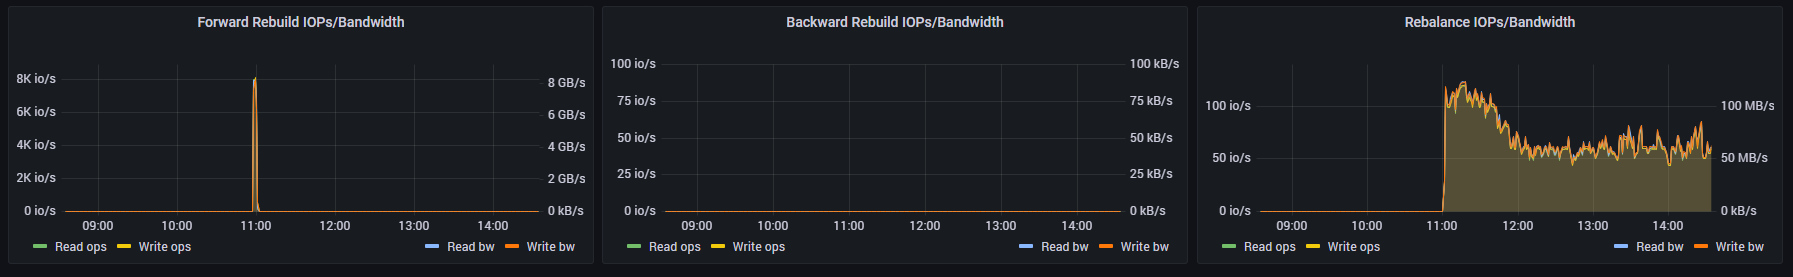 Forward Rebuild IOPs/Bandwidth
8K io/s
6K io/s
4K io/s
2K io/s
0 io/s
8 GB/s
6 GB/s
4 GB/s
2 GB/s
0 kB/s
09:00 10:00 11:00 12:00 13:00 14:00
Read ops Write ops Read bw Write bw
Backward Rebuild IOPs/Bandwidth
100 io/s
75 io/s
50 io/s
25 io/s
0 io/s
100 kB/s
75 kB/s
50 kB/s
25 kB/s
0 kB/s
09:00 10:00 11:00 12:00 13:00 14:00
Read ops Write ops Read bw Write bw
Rebalance IOPs/Bandwidth
100 io/s
50 io/s
0 io/s
100 MB/s
50 MB/s
0 kB/s
09:00 10:00 11:00 12:00 13:00 14:00
Read ops Write ops Read bw Write bw